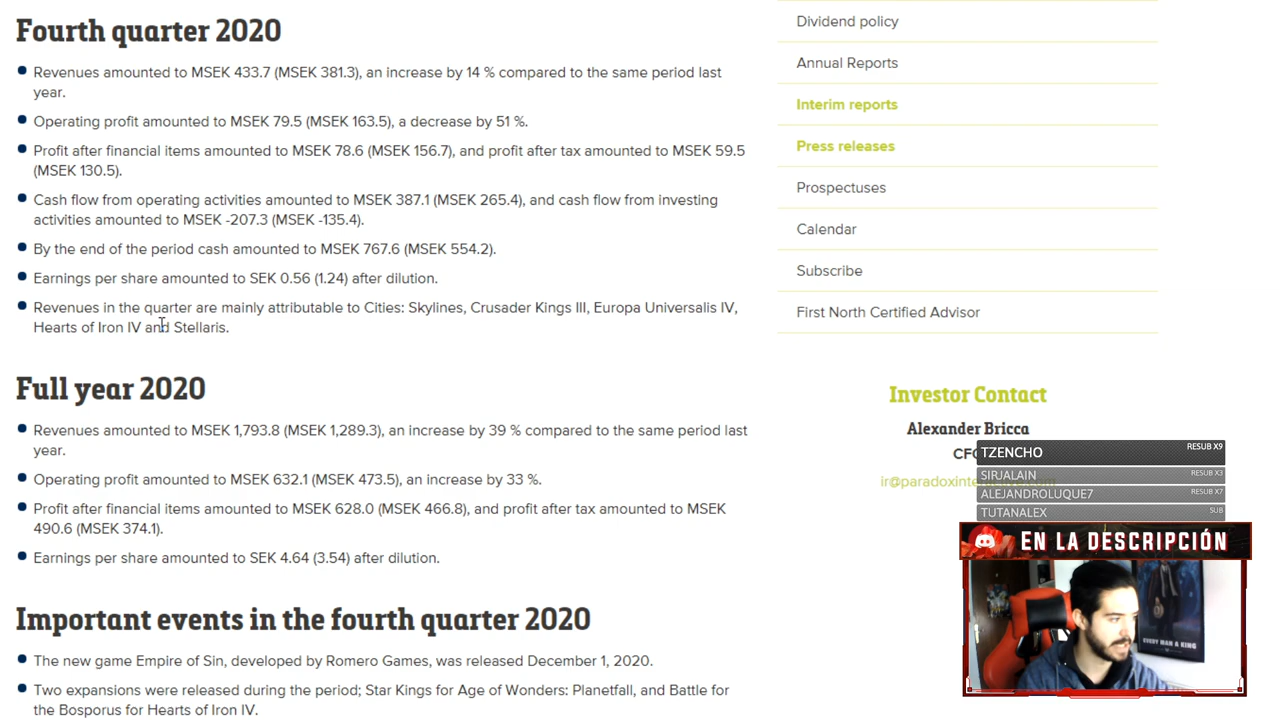 Fourth quarter 2020
Revenues amounted to MSEK 433.7 (MSEK 381.3), an increase by 14 % compared to the same period last
year.
Operating profit amounted to MSEK 79.5 (MSEK 163.5), a decrease by 51 %.
Profit after financial items amounted to MSEK 78.6 (MSEK 156.7), and profit after tax amounted to MSEK 59.5
(MSEK 130.5).
Cash flow from operating activities amounted to MSEK 387.1 (MSEK 265.4), and cash flow from investing
activities amounted to MSEK -207.3 (MSEK -135.4).
By the end of the period cash amounted to MSEK 767.6 (MSEK 554.2).
Earnings per share amounted to SEK 0.56 (1.24) after dilution.
Revenues in the quarter are mainly attributable to Cities: Skylines, Crusader Kings III, Europa Universalis IV,
Hearts of Iron IV and Stellaris.
Full year 2020
Revenues amounted to MSEK 1,793.8 (MSEK 1,289.3), an increase by 39 % compared to the same period last
year.
Operating profit amounted to MSEK 632.1 (MSEK 473.5), an increase by 33 %.
Profit after financial items amounted to MSEK 628.0 (MSEK 466.8), and profit after tax amounted to MSEK
490.6 (MSEK 374.1).
Earnings per share amounted to SEK 4.64 (3.54) after dilution.
Important events in the fourth quarter 2020
The new game Empire of Sin, developed by Romero Games, was released December 1, 2020.
Two expansions were released during the period; Star Kings for Age of Wonders: Planetfall, and Battle for
the Bosporus for Hearts of Iron IV.
Dividend policy
Annual Reports
Interim reports
Press releases
Prospectuses
Calendar
Subscribe
First North Certified Advisor
Investor Contact
Alexander Bricca
CFO
TZENCHO RESUB X9
SIRJALAIN RESUB X3
ir@paradoxinteractive.com
ALEJANDROLUQUE7 RESUB X7
TUTANALEX SUB
EN LA DESCRIPCIÓN
EVERY MAN A KING